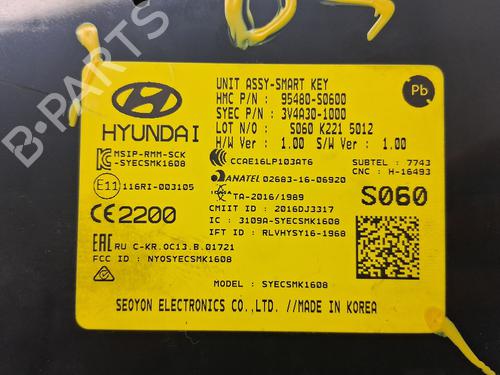 UNIT ASSY-SMART KEY
HMC P/N : 95480-S0600
SYEC P/N : 3V4A30-1000
LOT N/O : S060 K221 5012
H/W Ver : 1.00 S/W Ver : 1.00
Pb
HYUNDAI
MSIP-RMM-SCK
-SYECSMK1608
CCAE16LP103AT6
SUBTEL : 7743
CNC : H-16493
E11 116RI-003105
ANATEL 02683-16-06920
ICASA TA-2016/1989
S060
CE2200
CMIIT ID : 2016DJ3317
IC : 3109A-SYECSMK1608
IFT ID : RLVHYSY16-1968
EAC RU C-KR.OC13.B.01721
FCC ID : NYOSYECSMK1608
MODEL : SYECSMK1608
SEOYON ELECTRONICS CO.,LTD. //MADE IN KOREA
B-PARTS